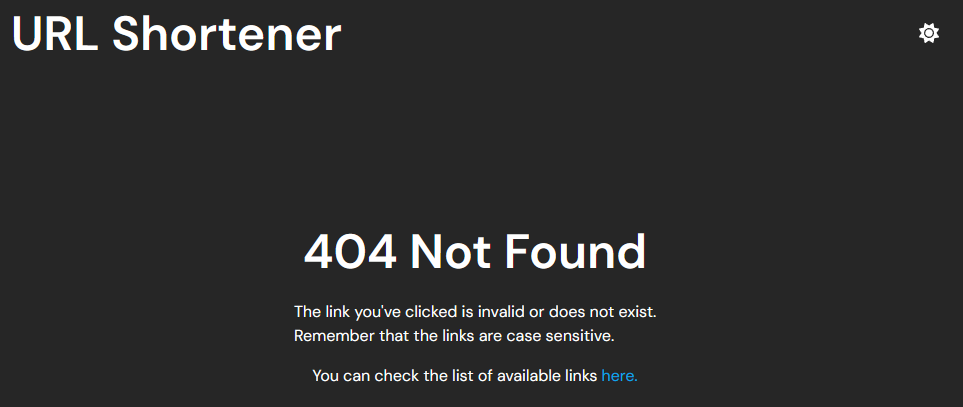 URL Shortener
404 Not Found
The link you've clicked is invalid or does not exist.
Remember that the links are case sensitive.
You can check the list of available links here.